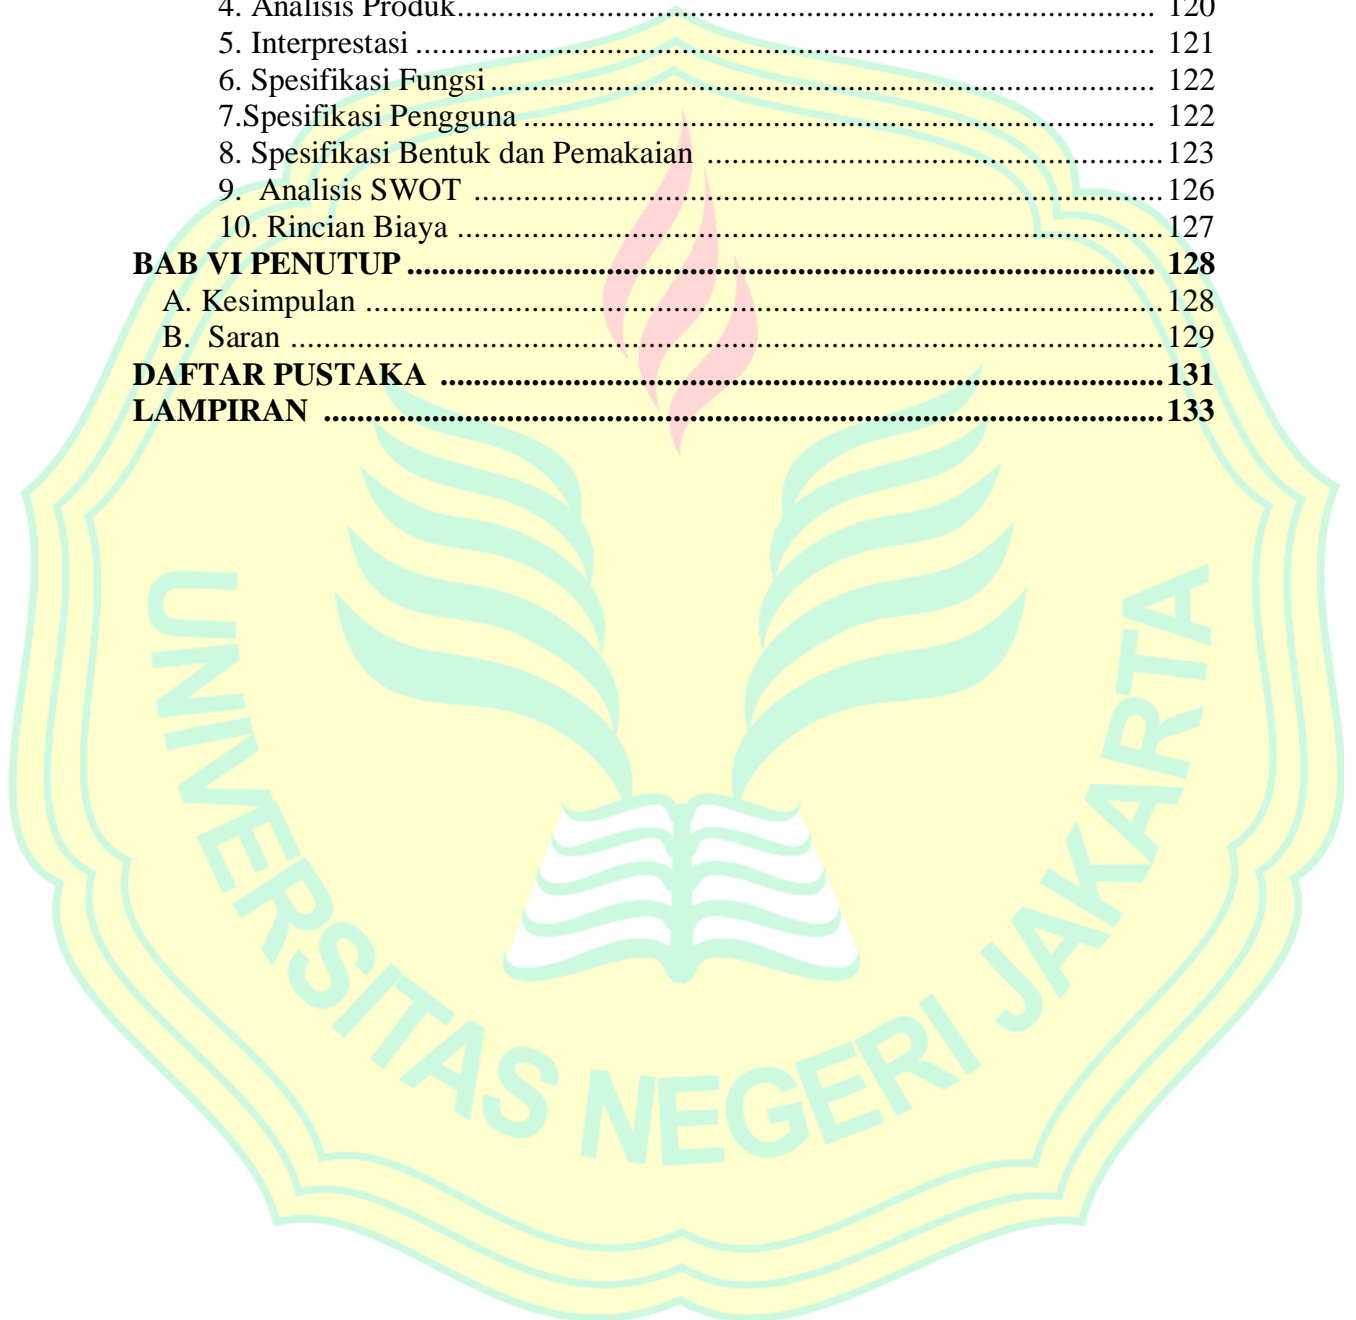 4. Analisis Produk........................................................................................... 120
5. Interprestasi ................................................................................................ 121
6. Spesifikasi Fungsi ...................................................................................... 122
7.Spesifikasi Pengguna .................................................................................. 122
8. Spesifikasi Bentuk dan Pemakaian ............................................................ 123
9. Analisis SWOT .......................................................................................... 126
10. Rincian Biaya ............................................................................................ 127
BAB VI PENUTUP ................................................................................................. 128
A. Kesimpulan ....................................................................................................... 128
B. Saran ................................................................................................................. 129
DAFTAR PUSTAKA .............................................................................................. 131
LAMPIRAN ............................................................................................................. 133
UNIVERSITAS NEGERI JAKARTA